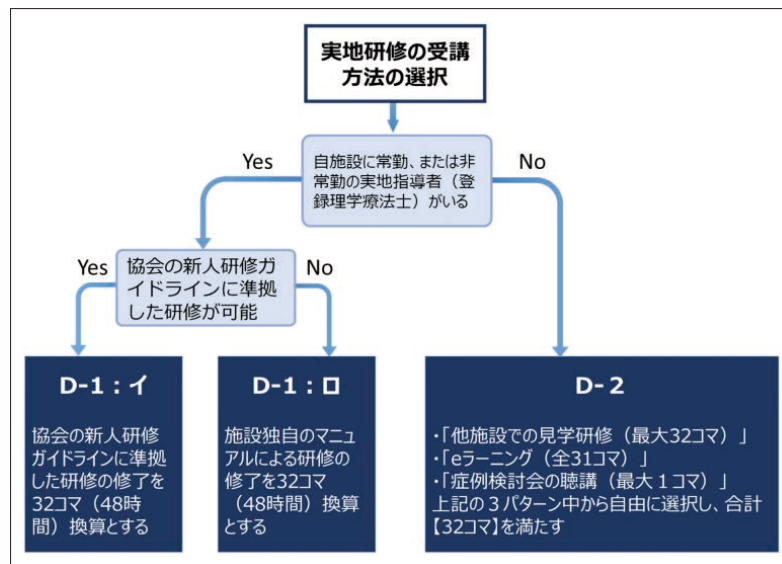 実地研修の受講
方法の選択
Yes
自施設に常勤、または非
常勤の実地指導者（登
録理学療法士）がいる
No
Yes
協会の新人研修ガ
イドラインに準拠
した研修が可能
No
D-1：イ
協会の新人研修
ガイドラインに準拠
した研修の修了を
32コマ（48時
間）換算とする
D-1：ロ
施設独自のマニュ
アルによる研修の
修了を32コマ
（48時間）換算
とする
D-２
・「他施設での見学研修（最大32コマ）」
・「eラーニング（全31コマ）」
・「症例検討会の聴講（最大１コマ）」
上記の３パターン中から自由に選択し、合計
【32コマ】を満たす